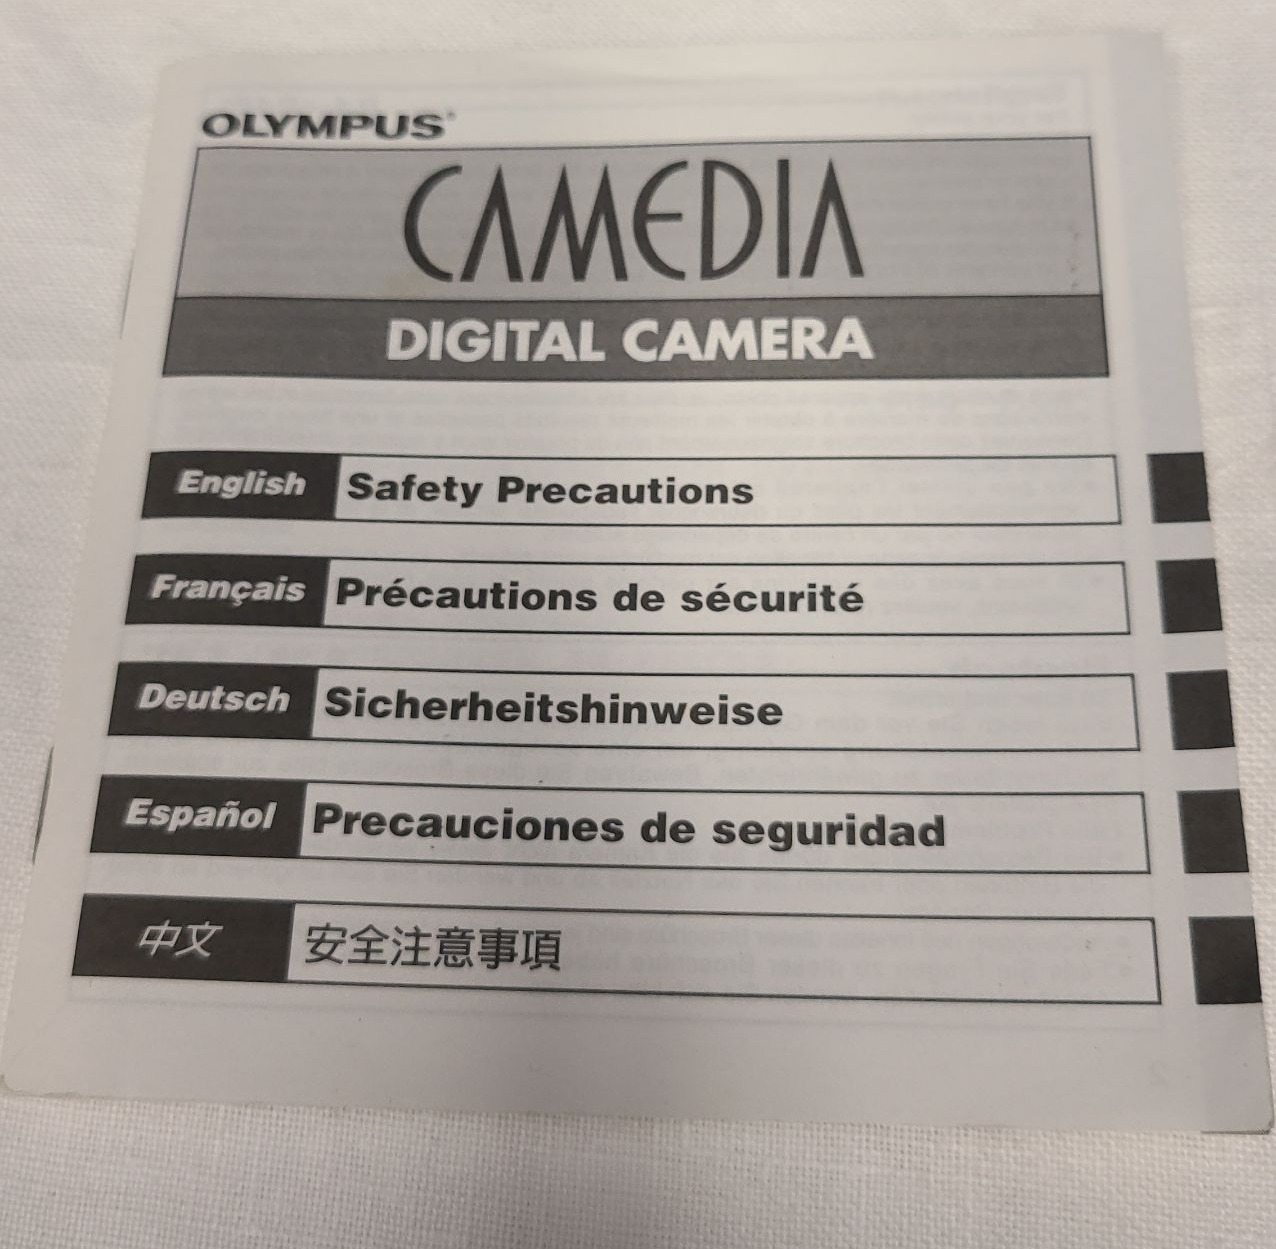 OLYMPUS®
CAMEDIA
DIGITAL CAMERA
English Safety Precautions
Français Précautions de sécurité
Deutsch Sicherheitshinweise
Español Precauciones de seguridad
中文 安全注意事項